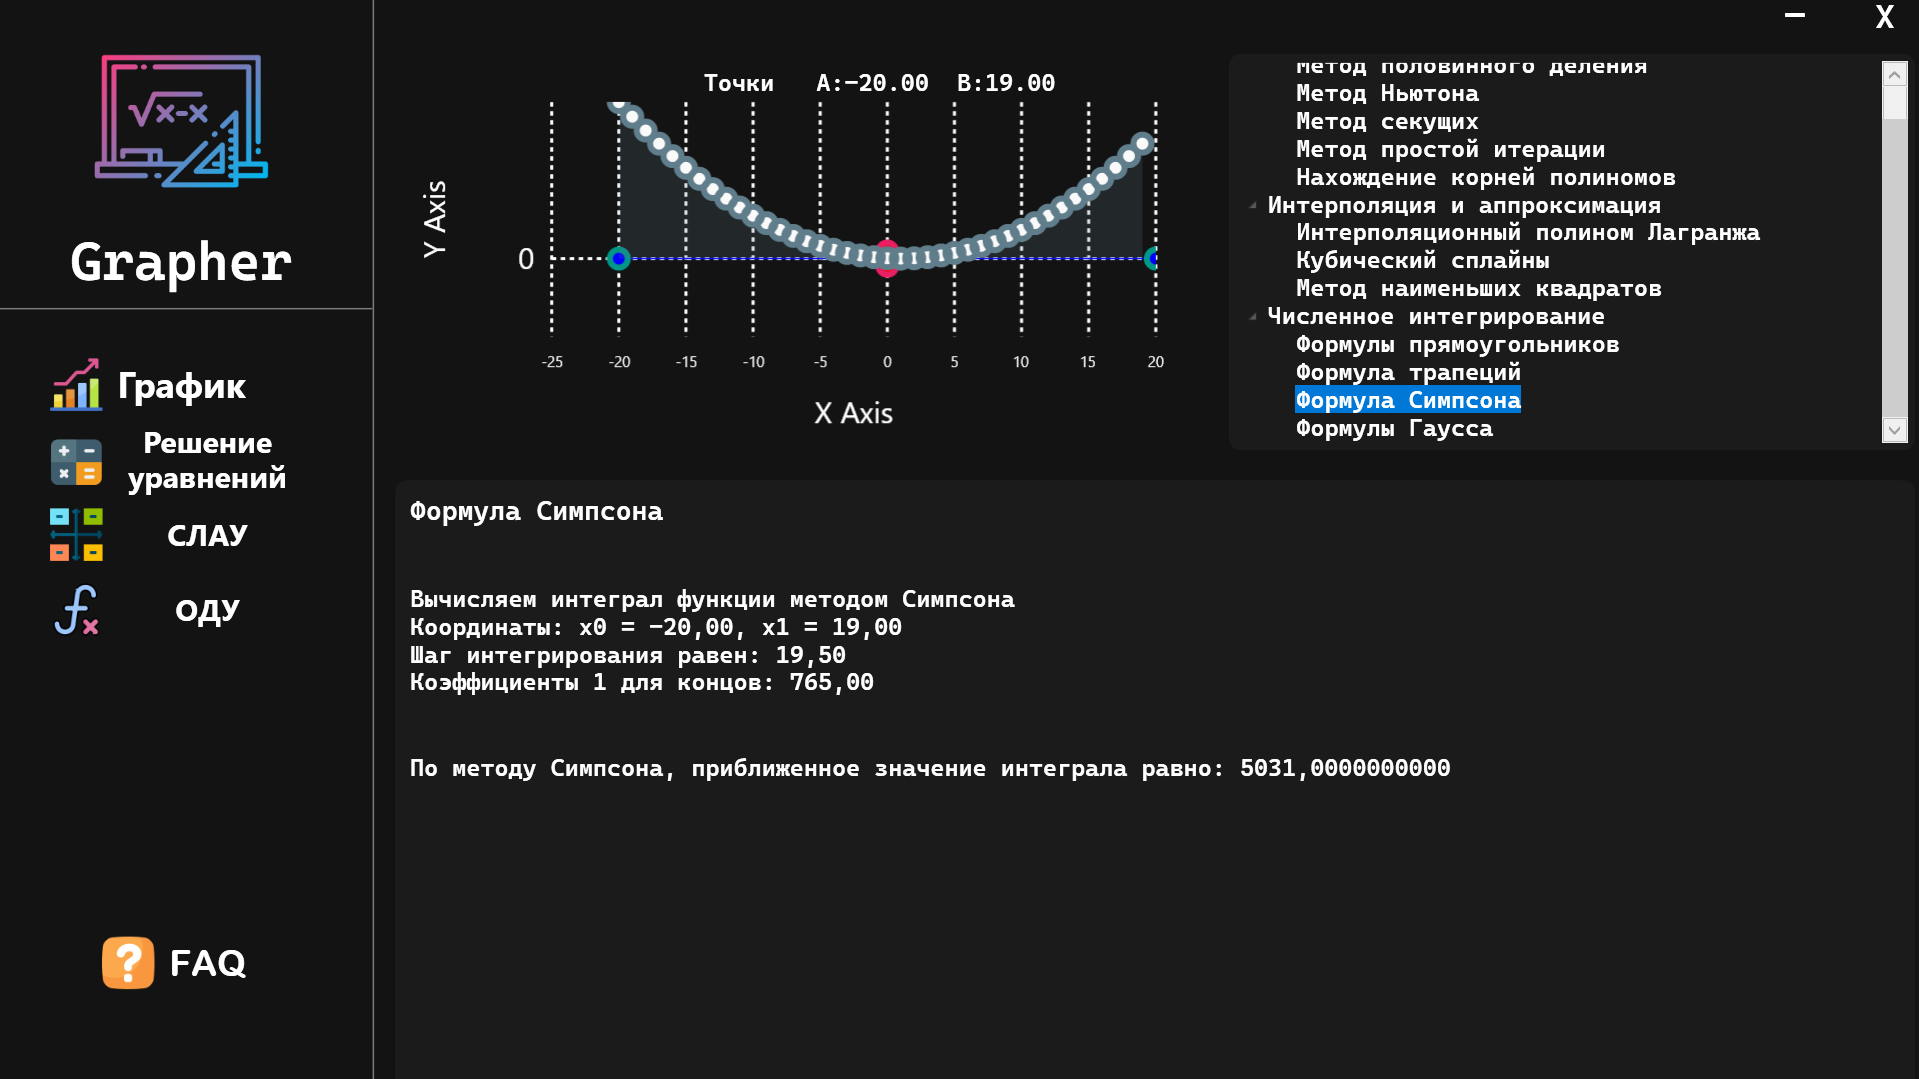 – X
√x-x
Grapher
График
Решение
уравнений
СЛАУ
ОДУ
FAQ
Точки A:−20.00 B:19.00
Y Axis
0
-25 -20 -15 -10 -5 0 5 10 15 20
X Axis
Метод половинного деления
Метод Ньютона
Метод секущих
Метод простой итерации
Нахождение корней полиномов
Интерполяция и аппроксимация
Интерполяционный полином Лагранжа
Кубический сплайны
Метод наименьших квадратов
Численное интегрирование
Формулы прямоугольников
Формула трапеций
Формула Симпсона
Формулы Гаусса
Формула Симпсона
Вычисляем интеграл функции методом Симпсона
Координаты: x0 = −20,00, x1 = 19,00
Шаг интегрирования равен: 19,50
Коэффициенты 1 для концов: 765,00
По методу Симпсона, приближенное значение интеграла равно: 5031,0000000000